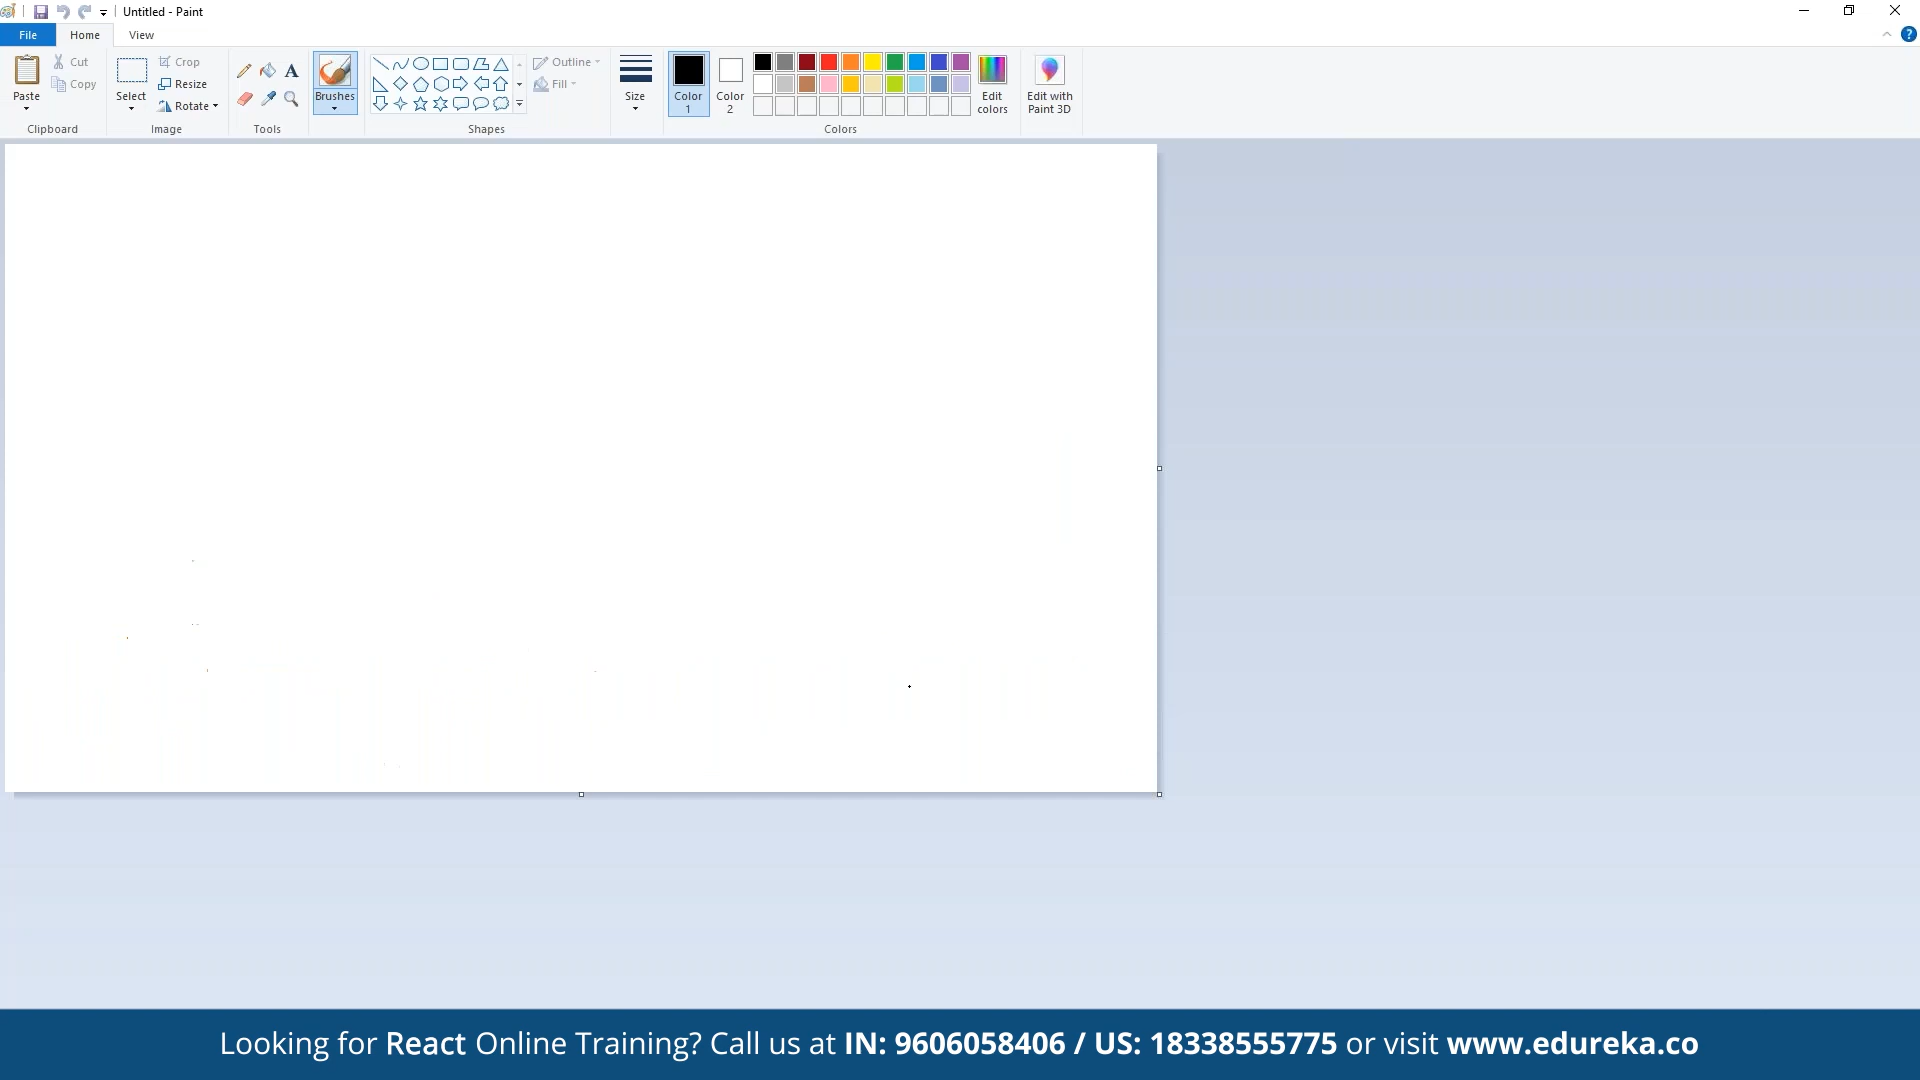 Untitled - Paint
File Home View
Paste
Cut
Copy
Clipboard
Select
Crop
Resize
Rotate
Image
A
Tools
Brushes
Shapes
Outline
Fill
Size
Color 1
Color 2
Edit colors
Colors
Edit with Paint 3D
?
Looking for React Online Training? Call us at IN: 9606058406 / US: 18338555775 or visit www.edureka.co